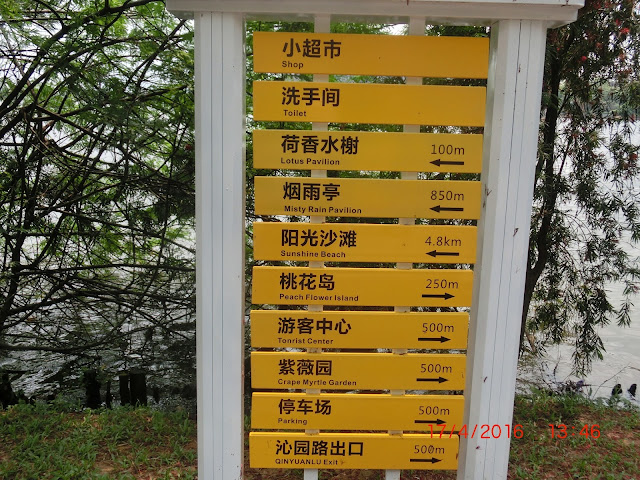 小超市
Shop
洗手间
Toilet
荷香水榭 100m
Lotus Pavilion
烟雨亭 850m
Misty Rain Pavilion
阳光沙滩 4.8km
Sunshine Beach
桃花岛 250m
Peach Flower Island
游客中心 500m
Tonrist Center
紫薇园 500m
Crape Myrtle Garden
停车场 500m
Parking
沁园路出口 500m
QINYUANLU Exit
17/4/2016 13:46